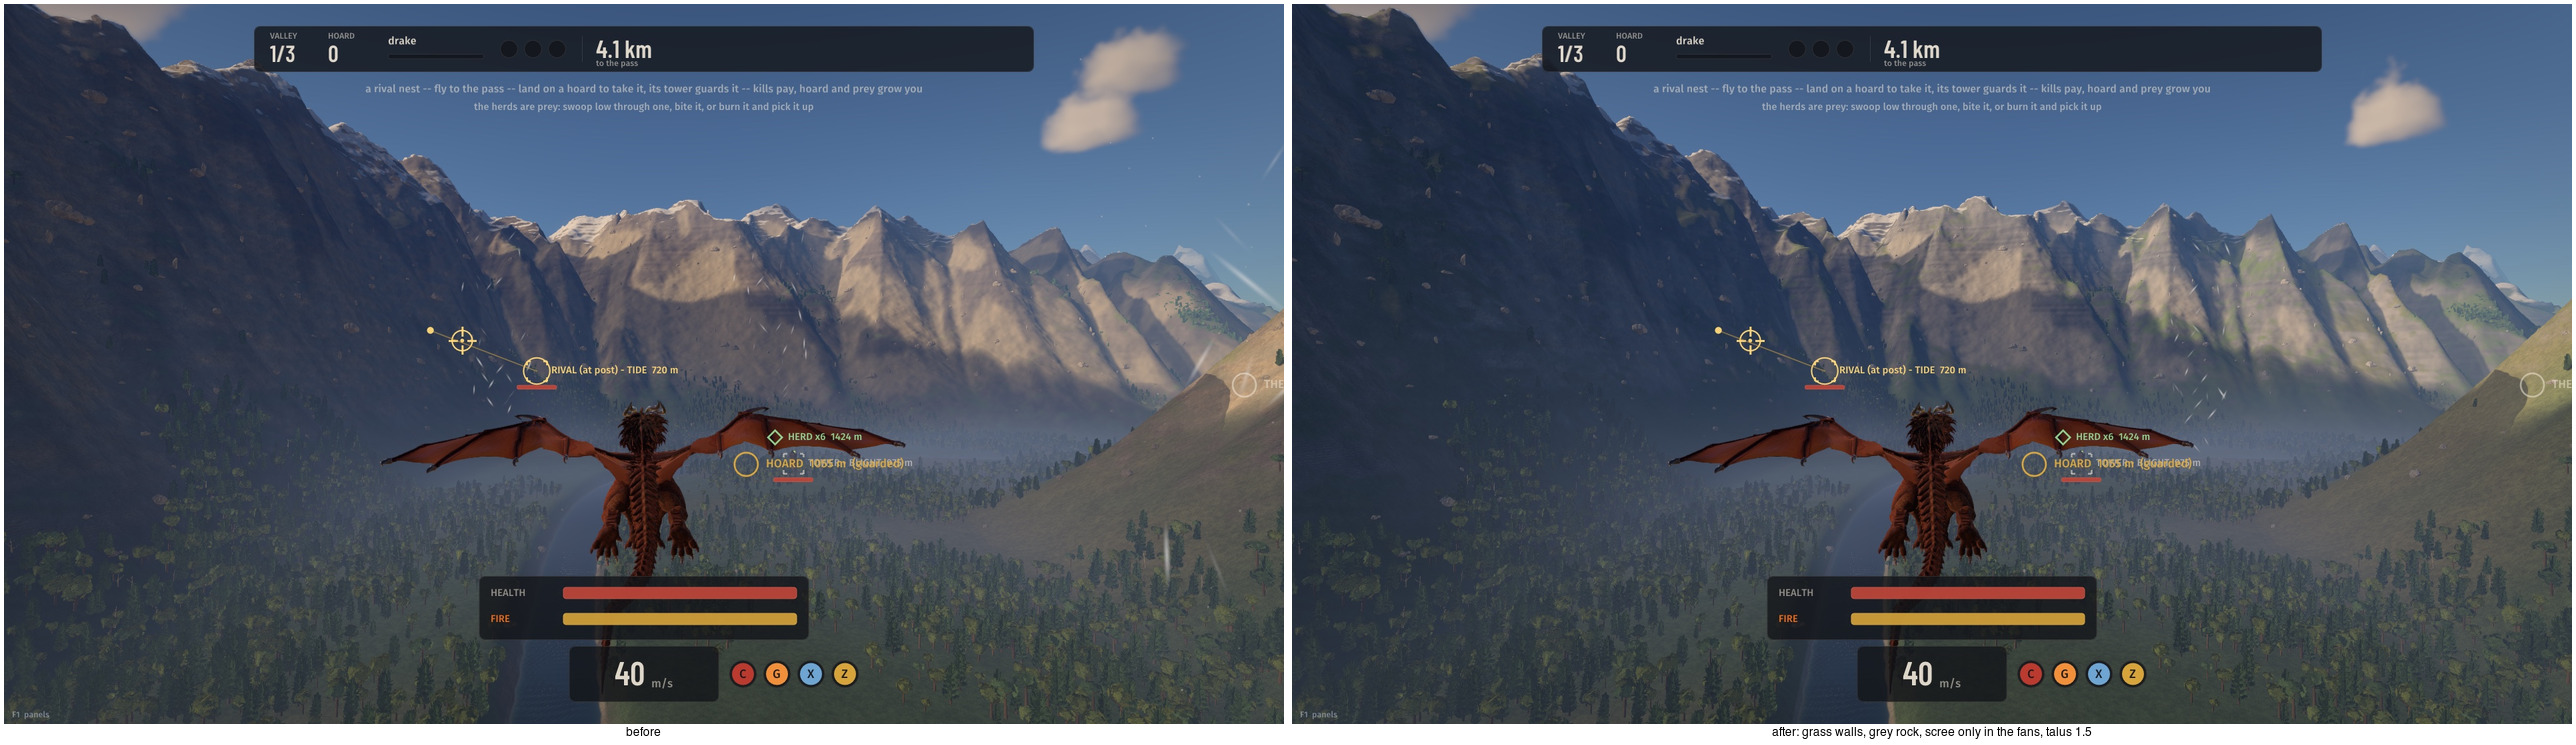 VALLEY HOARD
drake
1/3 0
4.1 km
to the pass
a rival nest -- fly to the pass -- land on a hoard to take it, its tower guards it -- kills pay, hoard and prey grow you
the herds are prey: swoop low through one, bite it, or burn it and pick it up
RIVAL (at post) - TIDE 720 m
THE
HERD x6 1424 m
HOARD 1065 m (guarded)
HEALTH
FIRE
40 m/s
C G X Z
F1 panels
before
VALLEY HOARD
drake
1/3 0
4.1 km
to the pass
a rival nest -- fly to the pass -- land on a hoard to take it, its tower guards it -- kills pay, hoard and prey grow you
the herds are prey: swoop low through one, bite it, or burn it and pick it up
RIVAL (at post) - TIDE 720 m
THE
HERD x6 1424 m
HOARD 1065 m (guarded)
HEALTH
FIRE
40 m/s
C G X Z
F1 panels
after: grass walls, grey rock, scree only in the fans, talus 1.5